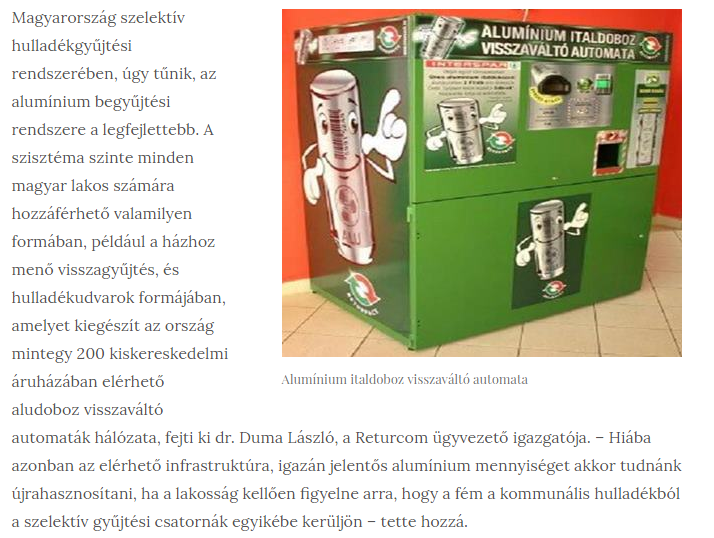 Magyarország szelektív
hulladékgyűjtési
rendszerében, úgy tűnik, az
alumínium begyűjtési
rendszere a legfejlettebb. A
szisztéma szinte minden
magyar lakos számára
hozzáférhető valamilyen
formában, például a házhoz
menő visszagyűjtés, és
hulladékudvarok formájában,
amelyet kiegészít az ország
mintegy 200 kiskereskedelmi
áruházában elérhető
aludoboz visszaváltó
automaták hálózata, fejti ki dr. Duma László, a Returcom ügyvezető igazgatója. – Hiába
azonban az elérhető infrastruktúra, igazán jelentős alumínium mennyiséget akkor tudnánk
újrahasznosítani, ha a lakosság kellően figyelne arra, hogy a fém a kommunális hulladékból
a szelektív gyűjtési csatornák egyikébe kerüljön – tette hozzá.
ALUMÍNIUM ITALDOBOZ
VISSZAVÁLTÓ AUTOMATA
INTERSPAR
Alumínium italdoboz visszaváltó automata